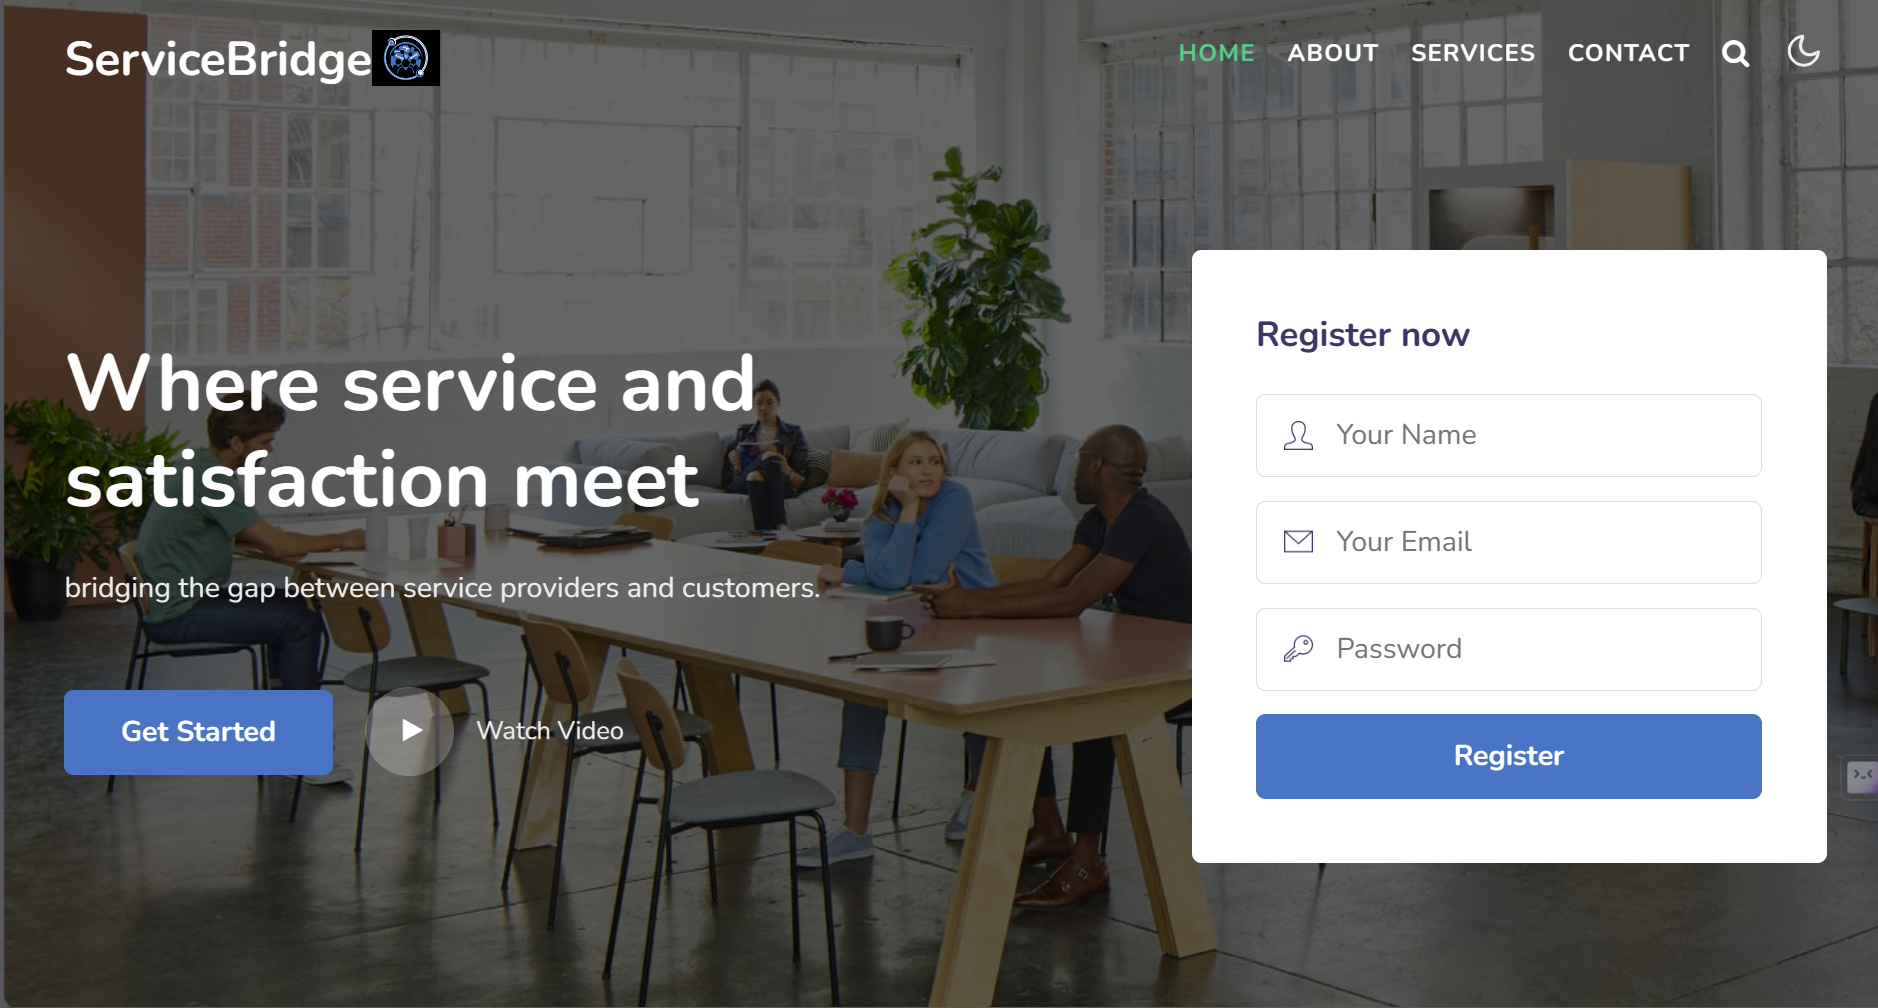 ServiceBridge
HOME ABOUT SERVICES CONTACT
Where service and
satisfaction meet
bridging the gap between service providers and customers.
Get Started
Watch Video
Register now
Your Name
Your Email
Password
Register